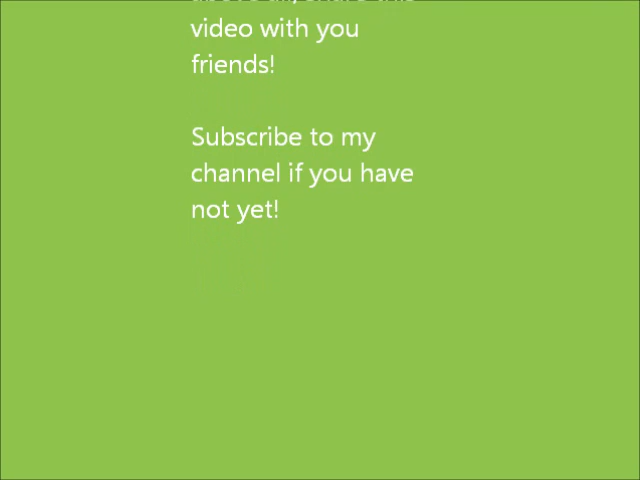 video with you
friends!
Subscribe to my
channel if you have
not yet!